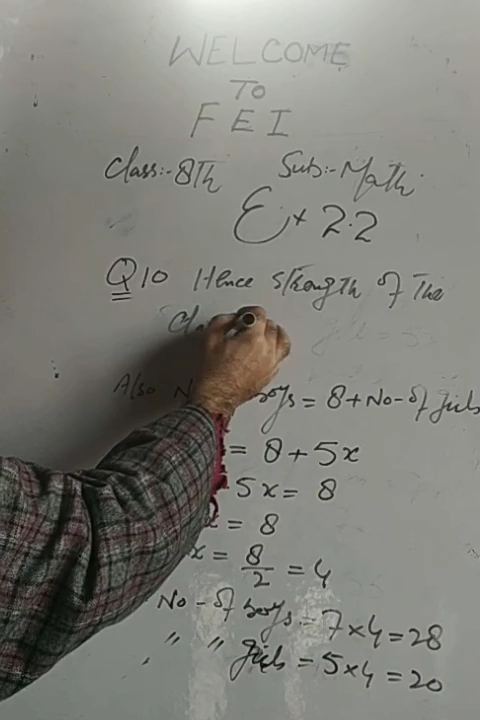 WELCOME
TO
FEI
Class:- 8Th Sub:- Math
Ex 2.2
Q10 Hence strength of The
Cla
Also N boys = 8 + No- of girls
= 8 + 5x
5x = 8
x = 8
x = 8/2 = 4
No - of boys = 7×4 = 28
" " girls = 5×4 = 20